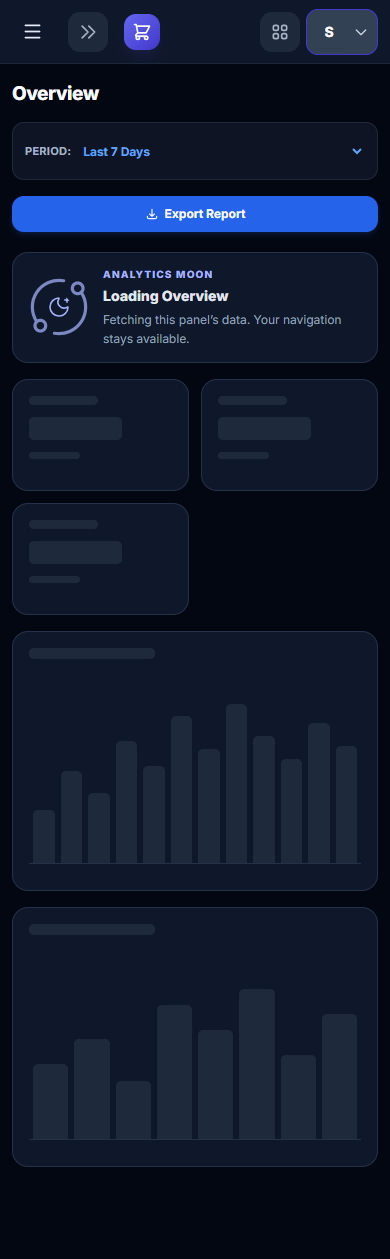 S
Overview
PERIOD: Last 7 Days
Export Report
ANALYTICS MOON
Loading Overview
Fetching this panel's data. Your navigation
stays available.